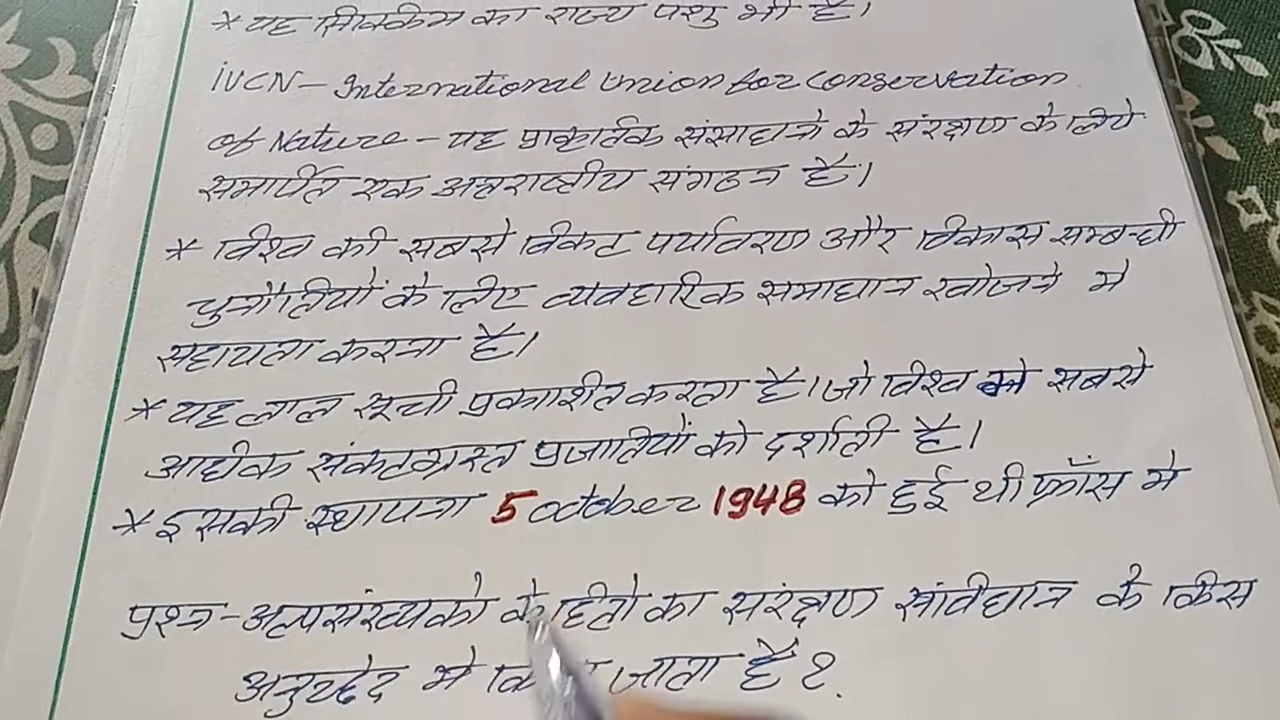 * यह सिक्किम का राज्य पशु भी है।
IUCN – International Union for Conservation
of Nature – यह प्राकृतिक संसाधनो के संरक्षण के लिये
समर्पित एक अन्तराष्ट्रीय संगठन है।
* विश्व की सबसे विकट पर्यावरण और विकास सम्बन्धी
चुनौतियों के लिए व्यवहारिक समाधान खोजने मे
सहायता करना है।
* यह लाल सूची प्रकाशीत करता है। जो विश्व की सबसे
अधिक संकटग्रस्त प्रजातियों को दर्शाती है।
* इसकी स्थापना 5 october 1948 को हुई थी फ्रॉंस मे
प्रश्न - अल्पसंख्यको के हितो का संरक्षण संविधान के किस
अनुच्छेद मे जाता है?